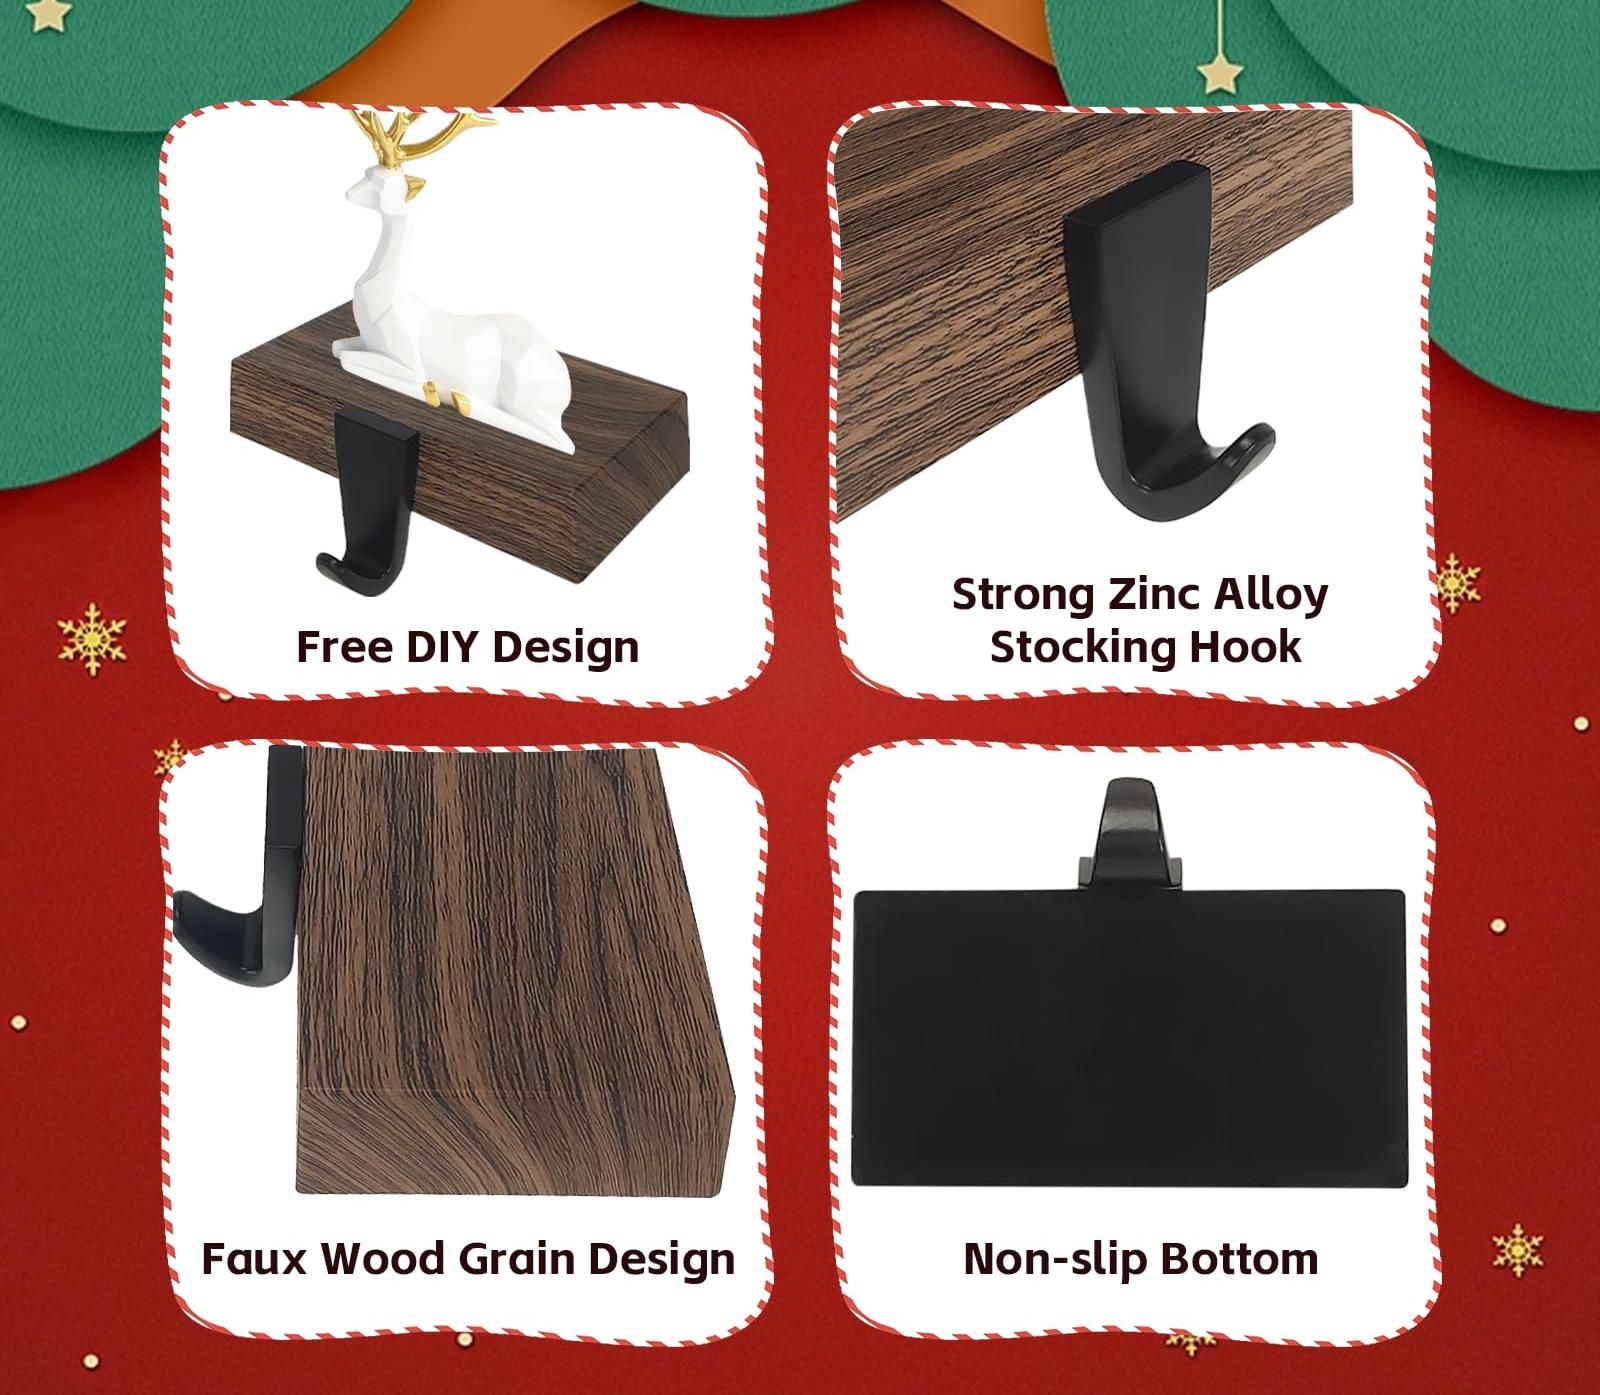 Free DIY Design
Strong Zinc Alloy
Stocking Hook
Faux Wood Grain Design
Non-slip Bottom